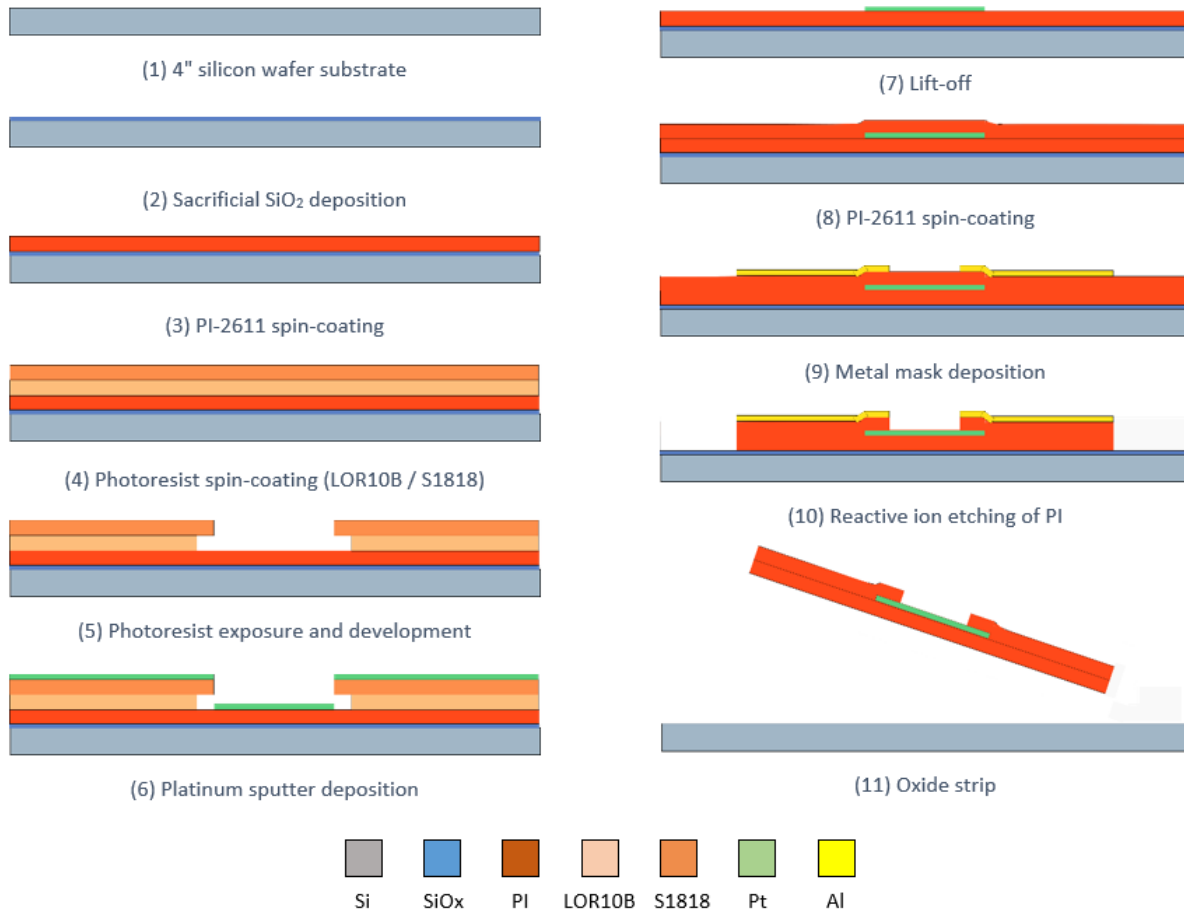 (1) 4" silicon wafer substrate
(2) Sacrificial SiO₂ deposition
(3) PI-2611 spin-coating
(4) Photoresist spin-coating (LOR10B / S1818)
(5) Photoresist exposure and development
(6) Platinum sputter deposition
(7) Lift-off
(8) PI-2611 spin-coating
(9) Metal mask deposition
(10) Reactive ion etching of PI
(11) Oxide strip
Si SiOx PI LOR10B S1818 Pt Al